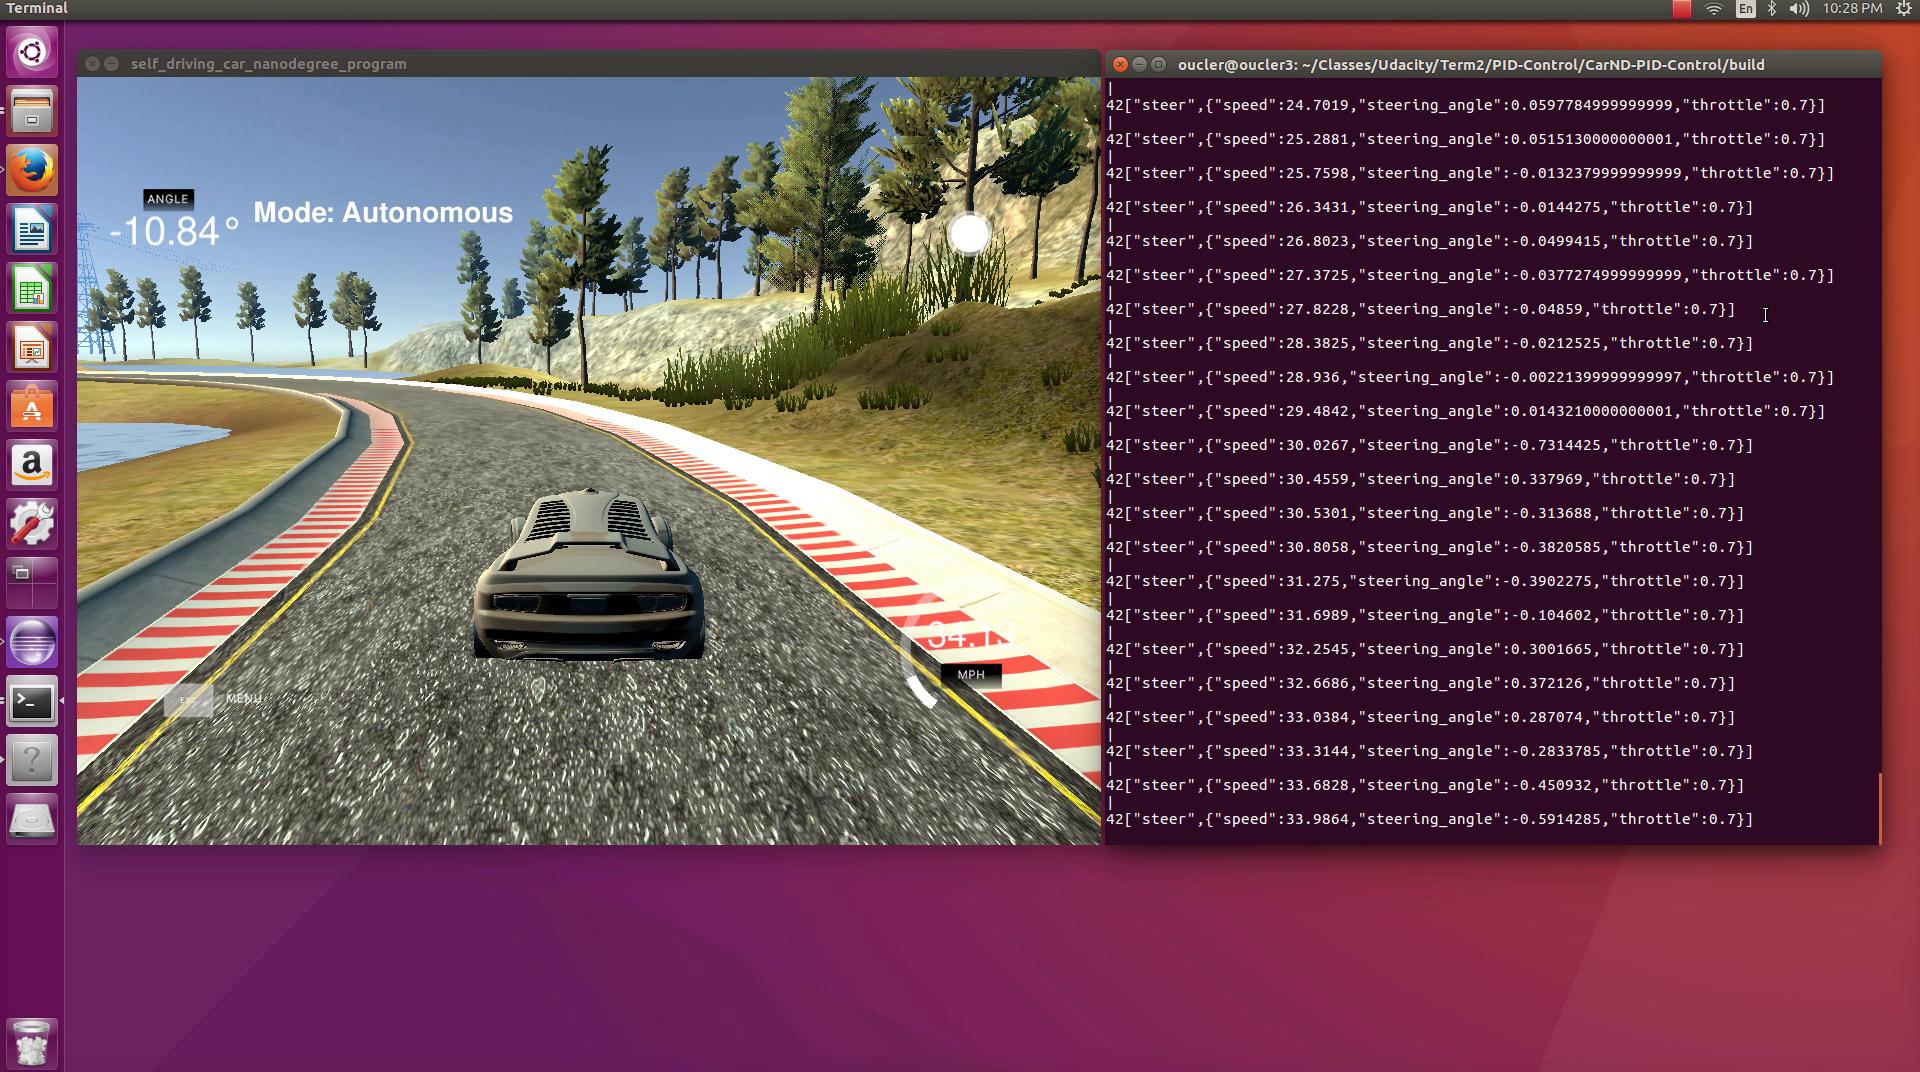 Terminal
En
10:28 PM
self_driving_car_nanodegree_program
ANGLE
-10.84°
Mode: Autonomous
34.13
MPH
ESC
MENU
a
oucler@oucler3: ~/Classes/Udacity/Term2/PID-Control/CarND-PID-Control/build
|
42["steer",{"speed":24.7019,"steering_angle":0.0597784999999999,"throttle":0.7}]
|
42["steer",{"speed":25.2881,"steering_angle":0.0515130000000001,"throttle":0.7}]
|
42["steer",{"speed":25.7598,"steering_angle":-0.0132379999999999,"throttle":0.7}]
|
42["steer",{"speed":26.3431,"steering_angle":-0.0144275,"throttle":0.7}]
|
42["steer",{"speed":26.8023,"steering_angle":-0.0499415,"throttle":0.7}]
|
42["steer",{"speed":27.3725,"steering_angle":-0.0377274999999999,"throttle":0.7}]
|
42["steer",{"speed":27.8228,"steering_angle":-0.04859,"throttle":0.7}]
|
42["steer",{"speed":28.3825,"steering_angle":-0.0212525,"throttle":0.7}]
|
42["steer",{"speed":28.936,"steering_angle":-0.00221399999999997,"throttle":0.7}]
|
42["steer",{"speed":29.4842,"steering_angle":0.0143210000000001,"throttle":0.7}]
|
42["steer",{"speed":30.0267,"steering_angle":-0.7314425,"throttle":0.7}]
|
42["steer",{"speed":30.4559,"steering_angle":0.337969,"throttle":0.7}]
|
42["steer",{"speed":30.5301,"steering_angle":-0.313688,"throttle":0.7}]
|
42["steer",{"speed":30.8058,"steering_angle":-0.3820585,"throttle":0.7}]
|
42["steer",{"speed":31.275,"steering_angle":-0.3902275,"throttle":0.7}]
|
42["steer",{"speed":31.6989,"steering_angle":-0.104602,"throttle":0.7}]
|
42["steer",{"speed":32.2545,"steering_angle":0.3001665,"throttle":0.7}]
|
42["steer",{"speed":32.6686,"steering_angle":0.372126,"throttle":0.7}]
|
42["steer",{"speed":33.0384,"steering_angle":0.287074,"throttle":0.7}]
|
42["steer",{"speed":33.3144,"steering_angle":-0.2833785,"throttle":0.7}]
|
42["steer",{"speed":33.6828,"steering_angle":-0.450932,"throttle":0.7}]
|
42["steer",{"speed":33.9864,"steering_angle":-0.5914285,"throttle":0.7}]